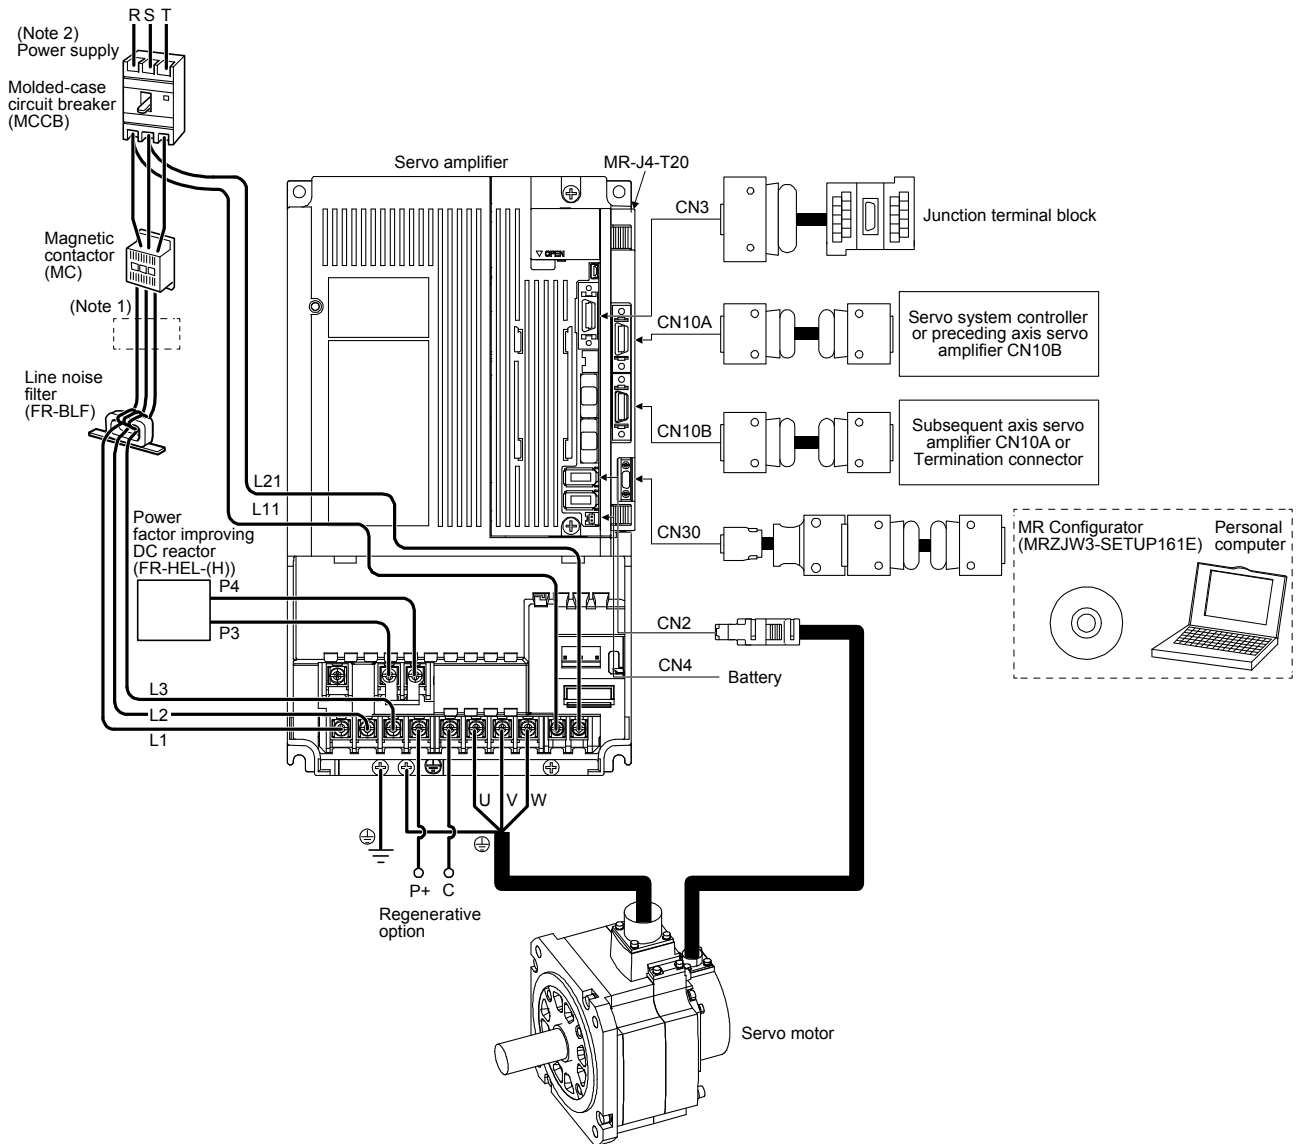 R S T
(Note 2)
Power supply
Molded-case
circuit breaker
(MCCB)
Servo amplifier
MR-J4-T20
CN3
Junction terminal block
Magnetic
contactor
(MC)
▽ OPEN
(Note 1)
CN10A
Servo system controller
or preceding axis servo
amplifier CN10B
Line noise
filter
(FR-BLF)
CN10B
Subsequent axis servo
amplifier CN10A or
Termination connector
L21
L11
Power
factor improving
DC reactor
(FR-HEL-(H))
P4
P3
CN30
MR Configurator
(MRZJW3-SETUP161E)
Personal
computer
CN2
CN4
Battery
L3
L2
L1
U V W
P+ C
Regenerative
option
Servo motor